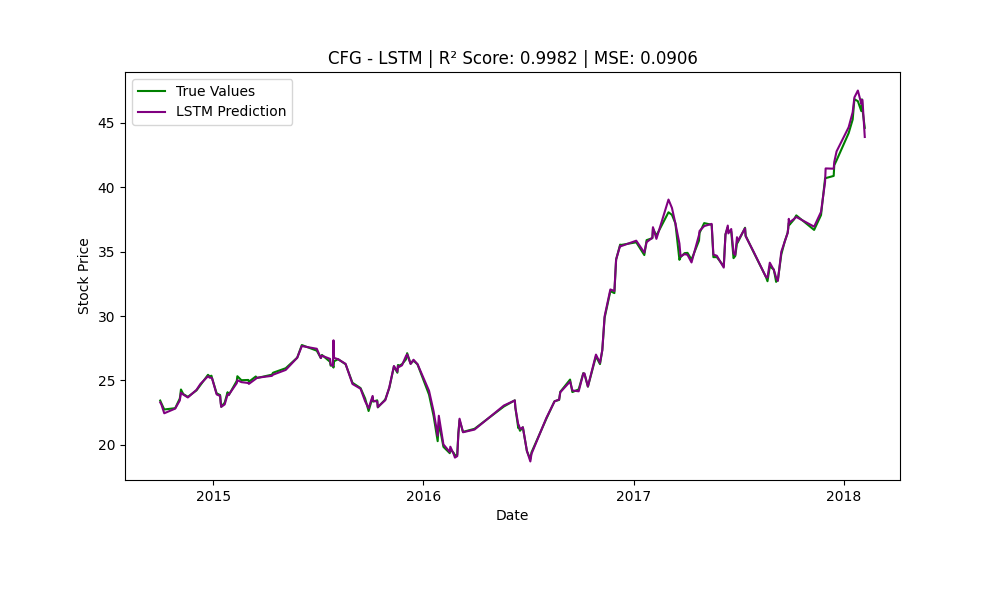 CFG - LSTM | R² Score: 0.9982 | MSE: 0.0906
True Values
LSTM Prediction
45
40
35
30
25
20
Stock Price
2015
2016
2017
2018
Date